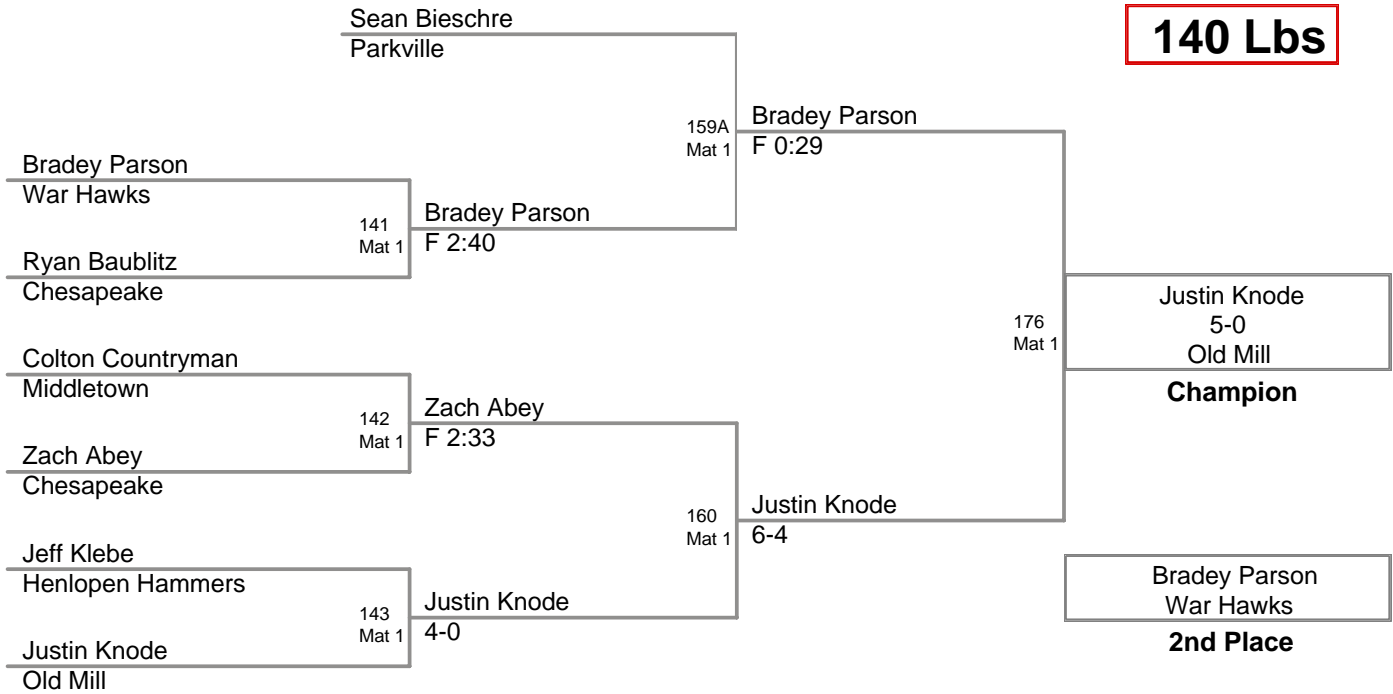 Sean Bieschre
Parkville
140 Lbs
159A
Mat 1
Bradey Parson
F 0:29
Bradey Parson
War Hawks
141
Mat 1
Bradey Parson
F 2:40
Ryan Baublitz
Chesapeake
176
Mat 1
Justin Knode
5-0
Old Mill
Champion
Colton Countryman
Middletown
142
Mat 1
Zach Abey
F 2:33
Zach Abey
Chesapeake
160
Mat 1
Justin Knode
6-4
Jeff Klebe
Henlopen Hammers
143
Mat 1
Justin Knode
4-0
Justin Knode
Old Mill
Bradey Parson
War Hawks
2nd Place